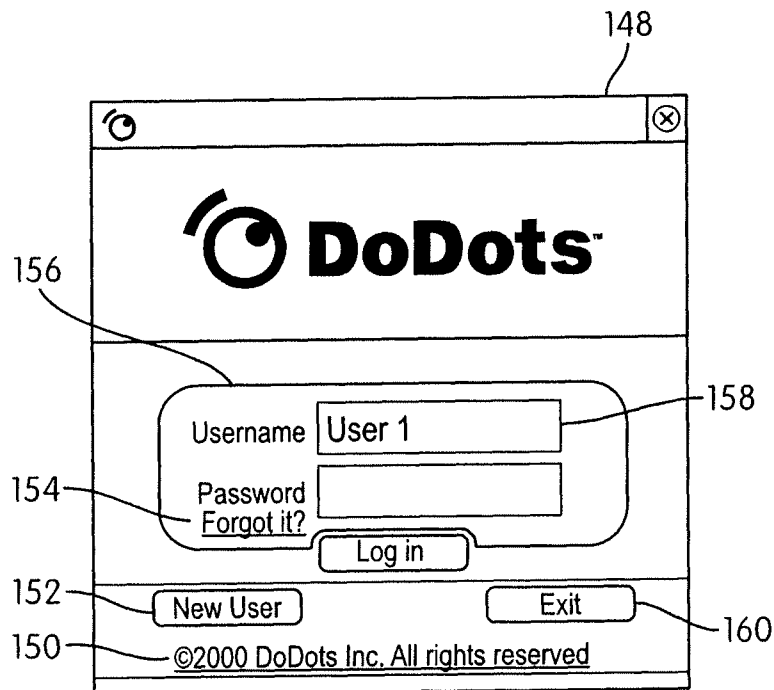 148
DoDots™
156
Username User 1
158
154
Password
Forgot it?
Log in
152
New User Exit
160
150
©2000 DoDots Inc. All rights reserved